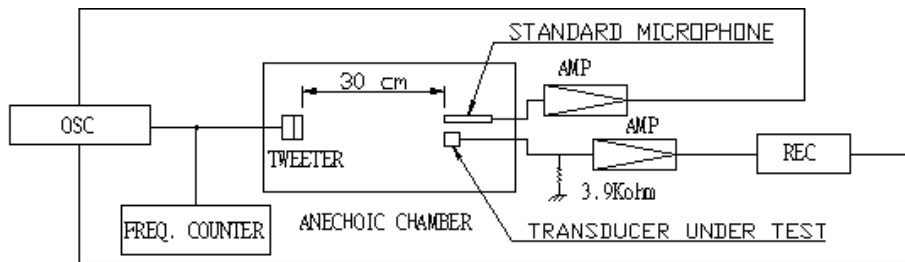 STANDARD MICROPHONE
AMP
30 cm
OSC
AMP
REC
TWEETER
3.9Kohm
FREQ. COUNTER
ANECHOIC CHAMBER
TRANSDUCER UNDER TEST